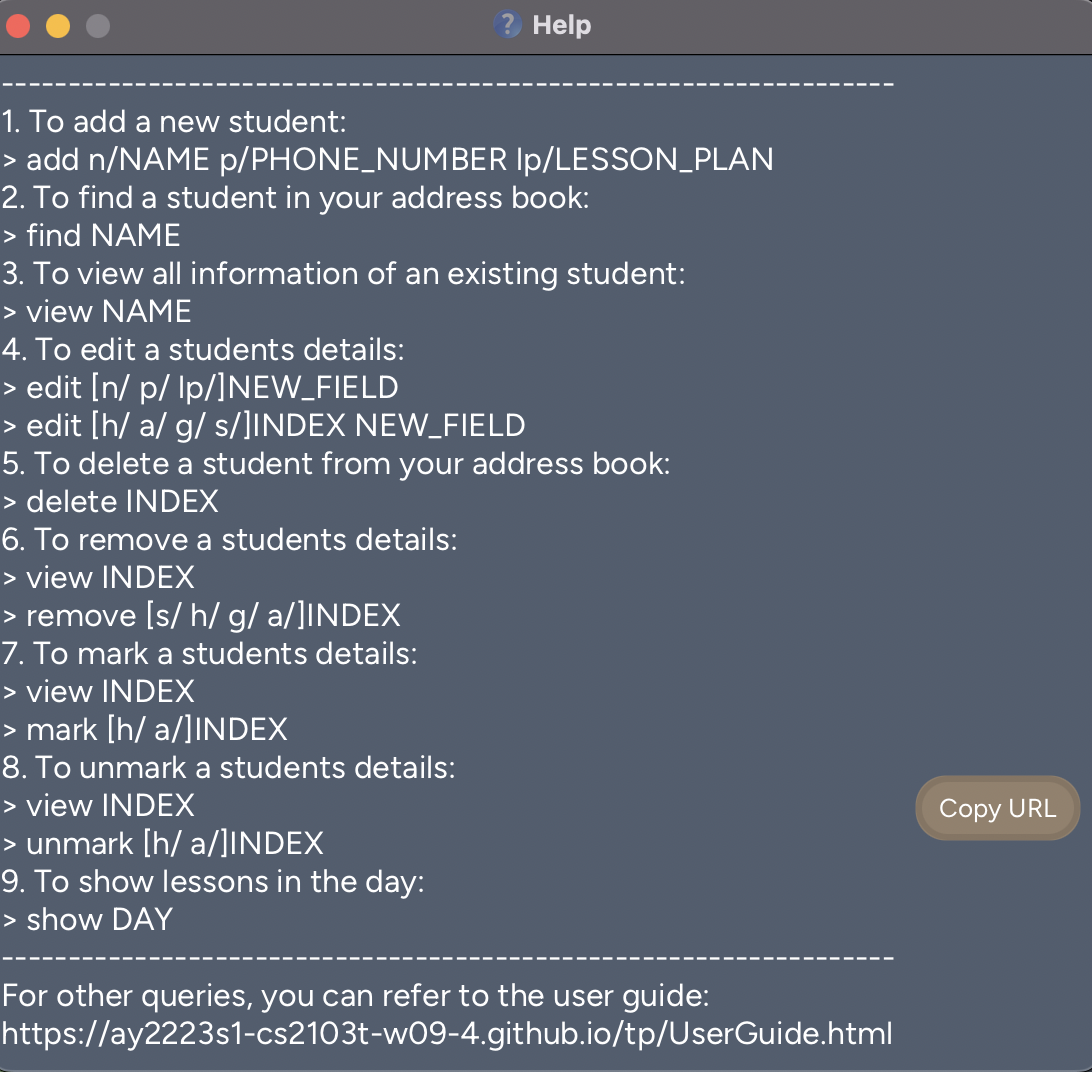 Help
-------------------------------------------------------------------
1. To add a new student:
> add n/NAME p/PHONE_NUMBER lp/LESSON_PLAN
2. To find a student in your address book:
> find NAME
3. To view all information of an existing student:
> view NAME
4. To edit a students details:
> edit [n/ p/ lp/]NEW_FIELD
> edit [h/ a/ g/ s/]INDEX NEW_FIELD
5. To delete a student from your address book:
> delete INDEX
6. To remove a students details:
> view INDEX
> remove [s/ h/ g/ a/]INDEX
7. To mark a students details:
> view INDEX
> mark [h/ a/]INDEX
8. To unmark a students details:
> view INDEX
> unmark [h/ a/]INDEX
9. To show lessons in the day:
> show DAY
-------------------------------------------------------------------
For other queries, you can refer to the user guide:
https://ay2223s1-cs2103t-w09-4.github.io/tp/UserGuide.html
Copy URL